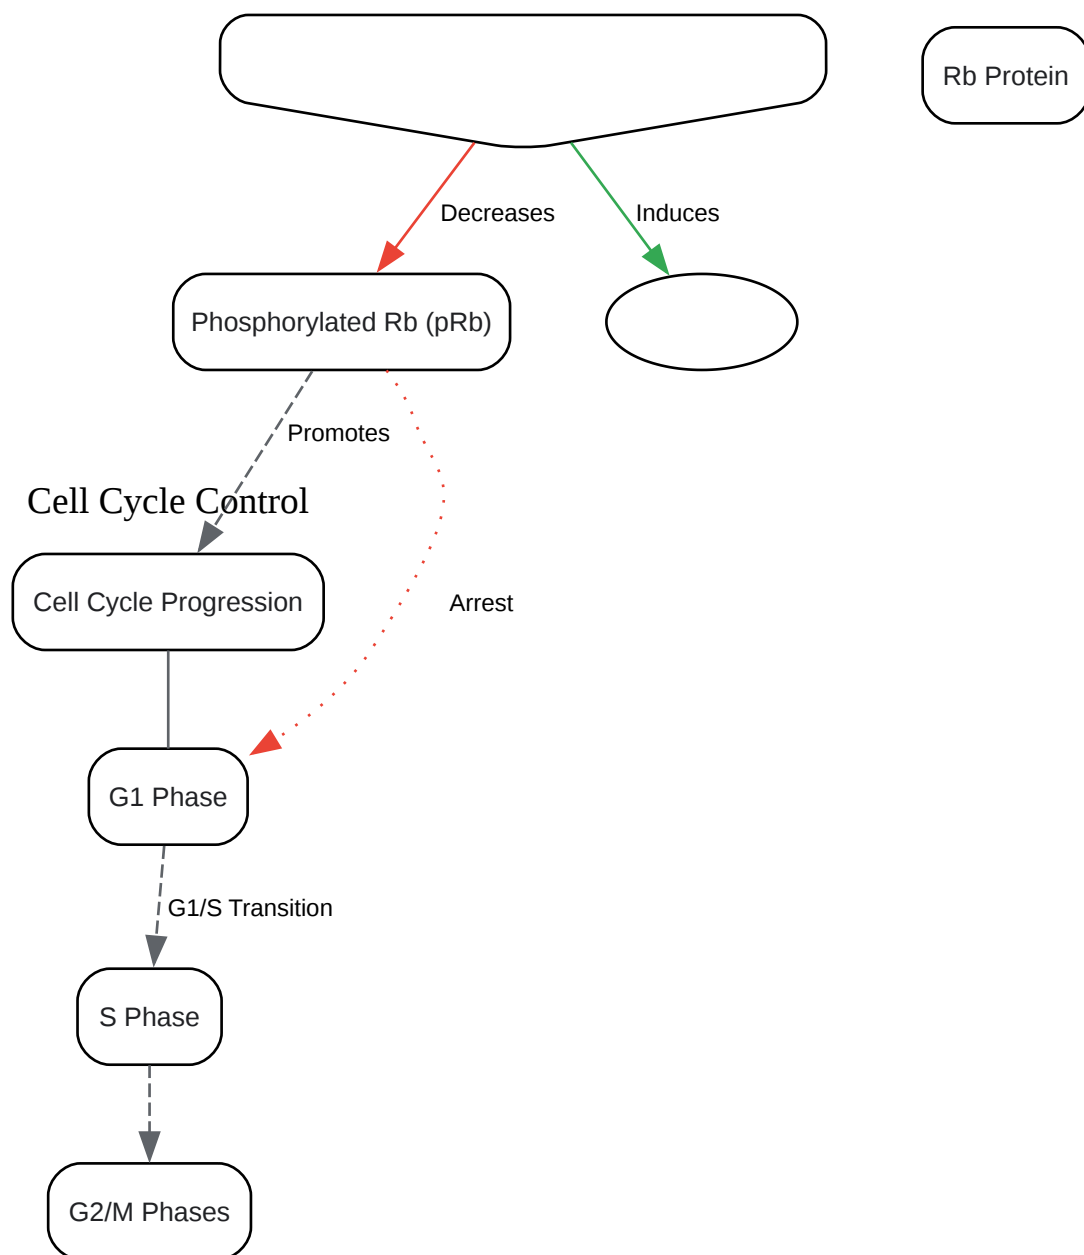 Rb Protein
Decreases
Induces
Phosphorylated Rb (pRb)
Promotes
Cell Cycle Control
Cell Cycle Progression
Arrest
G1 Phase
G1/S Transition
S Phase
G2/M Phases